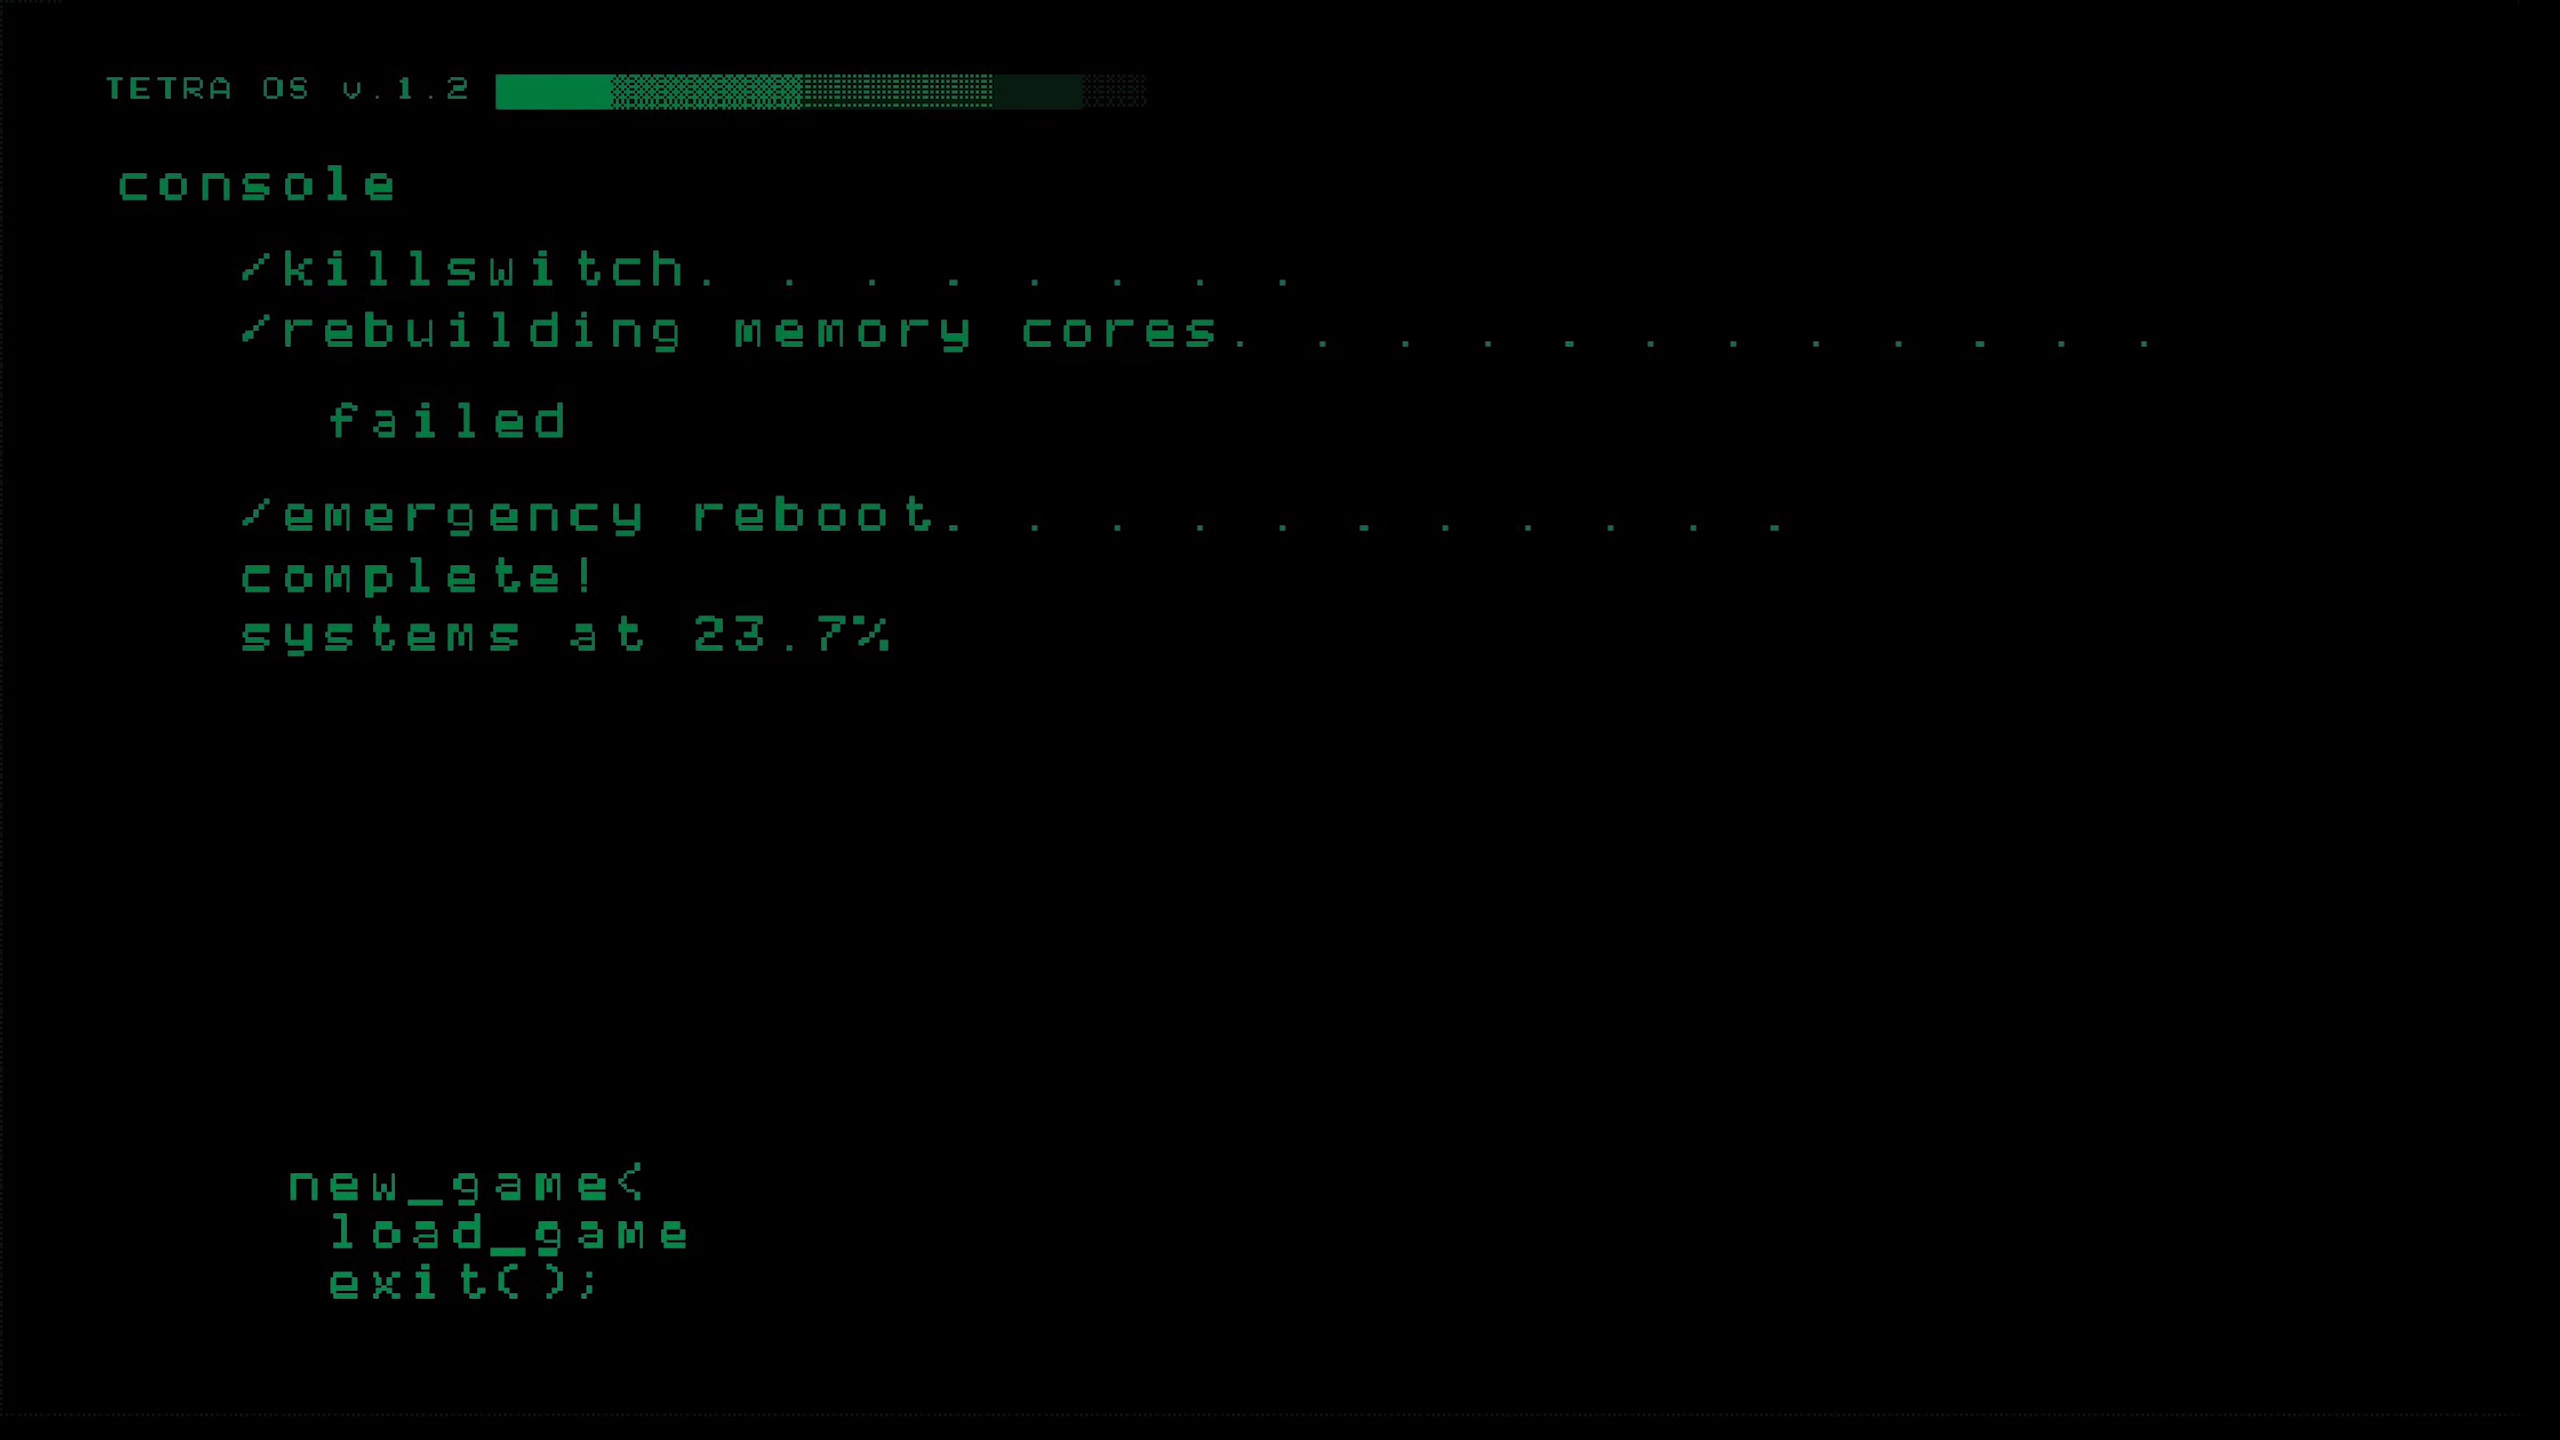 TETRA OS v.1.2
console
/killswitch. . . . . . . .
/rebuilding memory cores. . . . . . . . . . . .
failed
/emergency reboot. . . . . . . . . . .
complete!
systems at 23.7%
new_game<
load_game
exit();